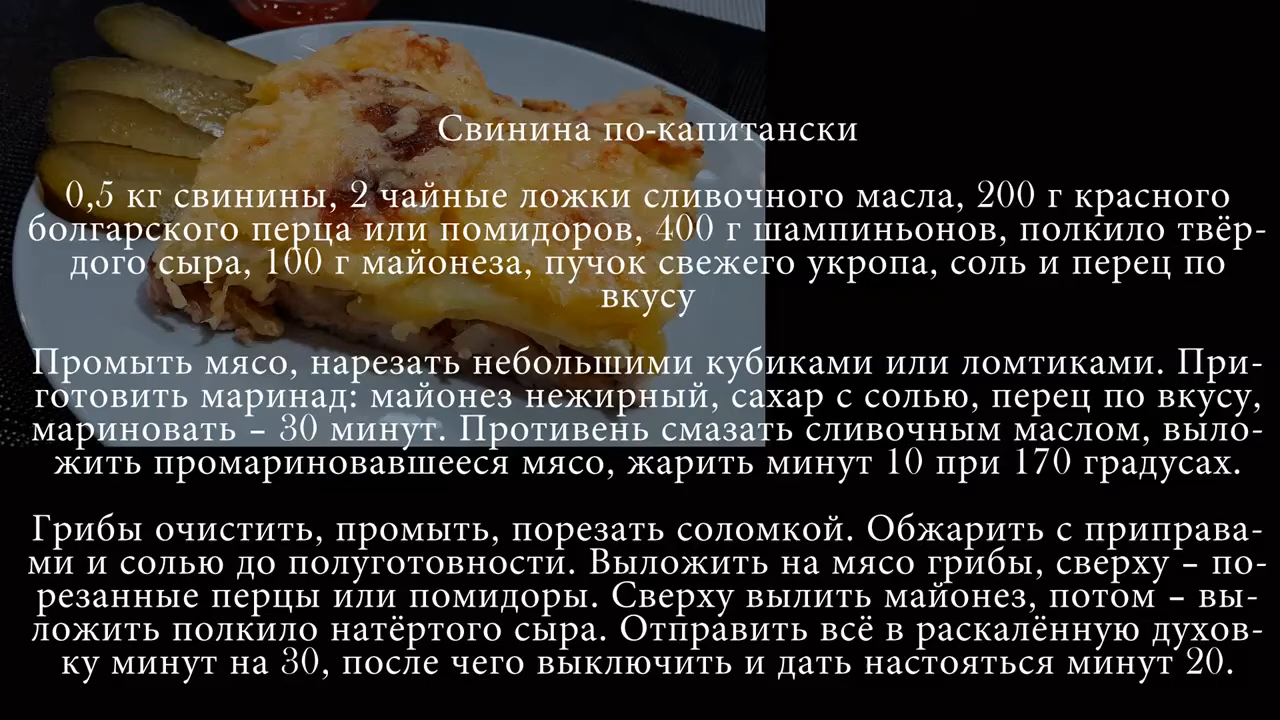 Свинина по-капитански
0,5 кг свинины, 2 чайные ложки сливочного масла, 200 г красного
болгарского перца или помидоров, 400 г шампиньонов, полкило твёр-
дого сыра, 100 г майонеза, пучок свежего укропа, соль и перец по
вкусу
Промыть мясо, нарезать небольшими кубиками или ломтиками. При-
готовить маринад: майонез нежирный, сахар с солью, перец по вкусу,
мариновать – 30 минут. Противень смазать сливочным маслом, выло-
жить промариновавшееся мясо, жарить минут 10 при 170 градусах.
Грибы очистить, промыть, порезать соломкой. Обжарить с приправа-
ми и солью до полуготовности. Выложить на мясо грибы, сверху – по-
резанные перцы или помидоры. Сверху вылить майонез, потом – вы-
ложить полкило натёртого сыра. Отправить всё в раскалённую духов-
ку минут на 30, после чего выключить и дать настояться минут 20.